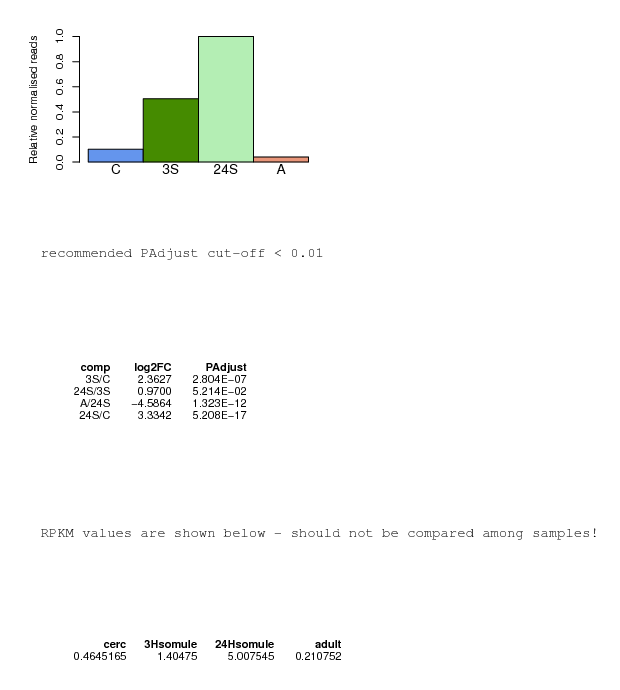 Relative normalised reads
1.0
0.8
0.6
0.4
0.2
0.0
C 3S 24S A
recommended PAdjust cut-off < 0.01
comp log2FC PAdjust
3S/C 2.3627 2.804E−07
24S/3S 0.9700 5.214E−02
A/24S −4.5864 1.323E−12
24S/C 3.3342 5.208E−17
RPKM values are shown below - should not be compared among samples!
cerc 3Hsomule 24Hsomule adult
0.4645165 1.40475 5.007545 0.210752